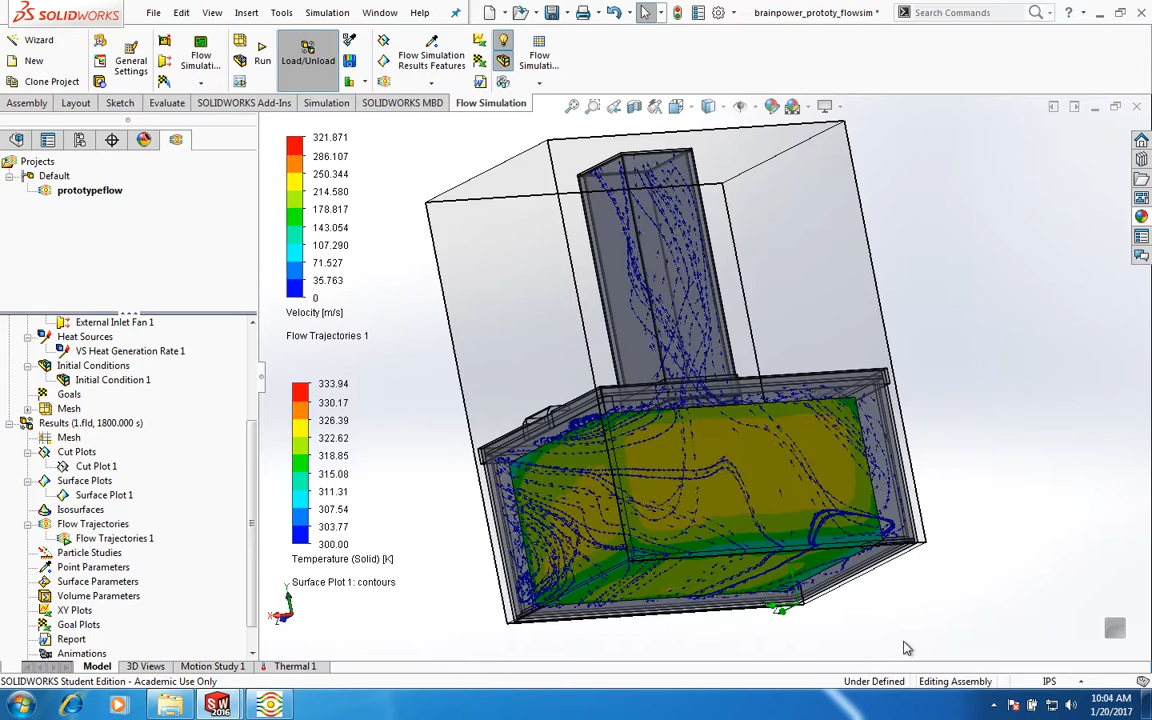 SOLIDWORKS
File Edit View Insert Tools Simulation Window Help
brainpower_prototy_flowsim *
Search Commands
Wizard
New
Clone Project
General Settings
Flow Simulati...
Run
Load/Unload
Flow Simulation Results Features
Flow Simulati...
Assembly Layout Sketch Evaluate SOLIDWORKS Add-Ins Simulation SOLIDWORKS MBD Flow Simulation
Projects
Default
prototypeflow
External Inlet Fan 1
Heat Sources
VS Heat Generation Rate 1
Initial Conditions
Initial Condition 1
Goals
Mesh
Results (1.fld, 1800.000 s)
Mesh
Cut Plots
Cut Plot 1
Surface Plots
Surface Plot 1
Isosurfaces
Flow Trajectories
Flow Trajectories 1
Particle Studies
Point Parameters
Surface Parameters
Volume Parameters
XY Plots
Goal Plots
Report
Animations
321.871
286.107
250.344
214.580
178.817
143.054
107.290
71.527
35.763
0
Velocity [m/s]
Flow Trajectories 1
333.94
330.17
326.39
322.62
318.85
315.08
311.31
307.54
303.77
300.00
Temperature (Solid) [K]
Surface Plot 1: contours
Y
X
Model 3D Views Motion Study 1 Thermal 1
SOLIDWORKS Student Edition - Academic Use Only
Under Defined Editing Assembly IPS
SW 2016
10:04 AM
1/20/2017